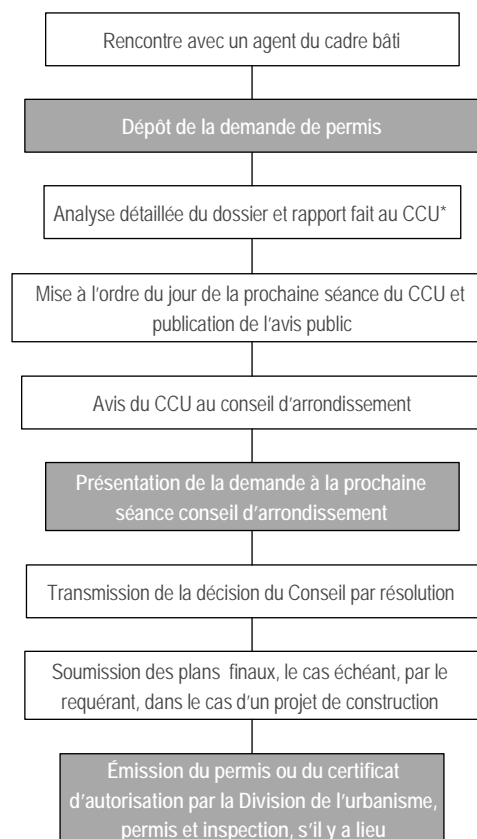 Rencontre avec un agent du cadre bâti
Dépôt de la demande de permis
Analyse détaillée du dossier et rapport fait au CCU*
Mise à l'ordre du jour de la prochaine séance du CCU et
publication de l'avis public
Avis du CCU au conseil d'arrondissement
Présentation de la demande à la prochaine
séance conseil d'arrondissement
Transmission de la décision du Conseil par résolution
Soumission des plans finaux, le cas échéant, par le
requérant, dans le cas d'un projet de construction
Émission du permis ou du certificat
d'autorisation par la Division de l'urbanisme,
permis et inspection, s'il y a lieu